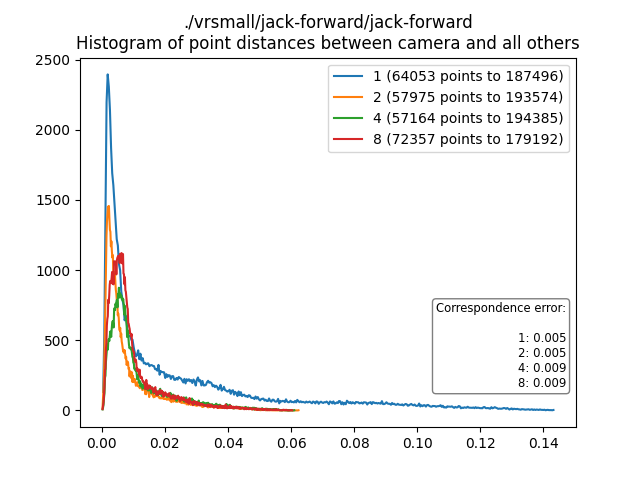 ./vrsmall/jack-forward/jack-forward
Histogram of point distances between camera and all others
2500
2000
1500
1000
500
0
1 (64053 points to 187496)
2 (57975 points to 193574)
4 (57164 points to 194385)
8 (72357 points to 179192)
Correspondence error:
1: 0.005
2: 0.005
4: 0.009
8: 0.009
0.00 0.02 0.04 0.06 0.08 0.10 0.12 0.14